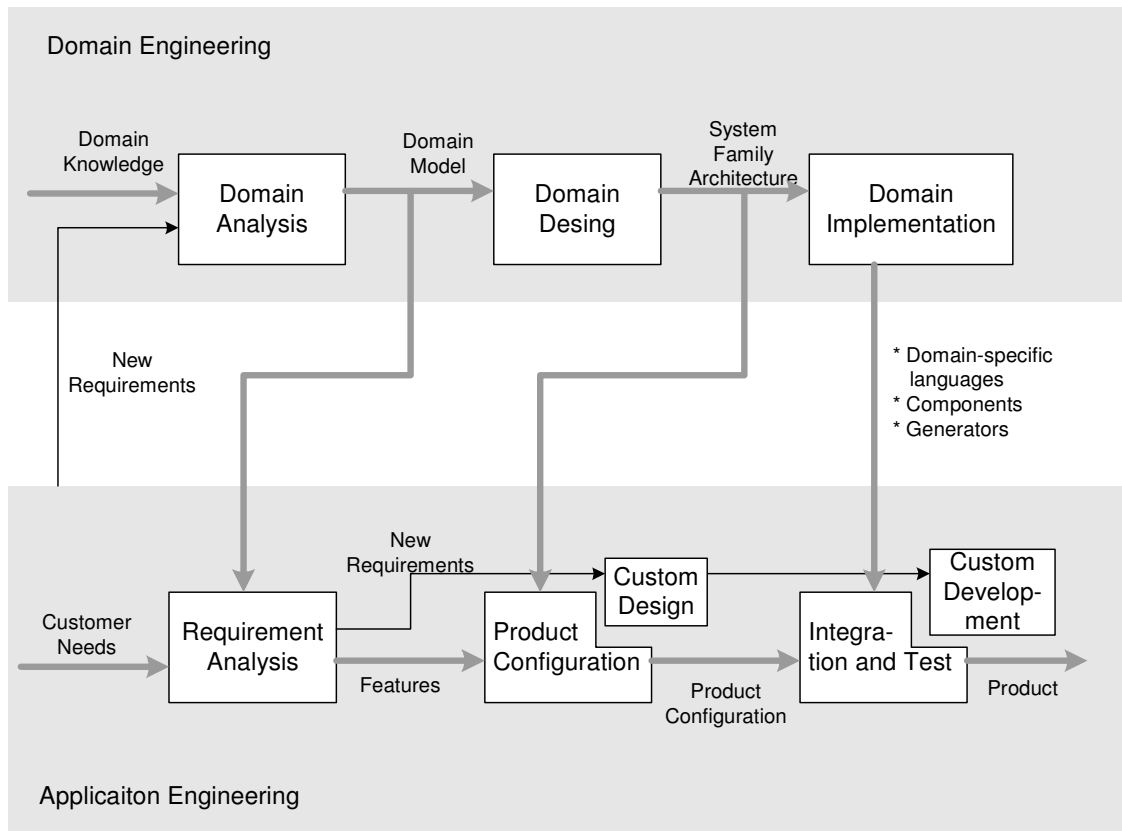 Domain Engineering
Domain
Knowledge
Domain
Analysis
Domain
Model
Domain
Desing
System
Family
Architecture
Domain
Implementation
New
Requirements
* Domain-specific
languages
* Components
* Generators
New
Requirements
Custom
Design
Custom
Develop-
ment
Customer
Needs
Requirement
Analysis
Features
Product
Configuration
Product
Configuration
Integra-
tion and Test
Product
Applicaiton Engineering